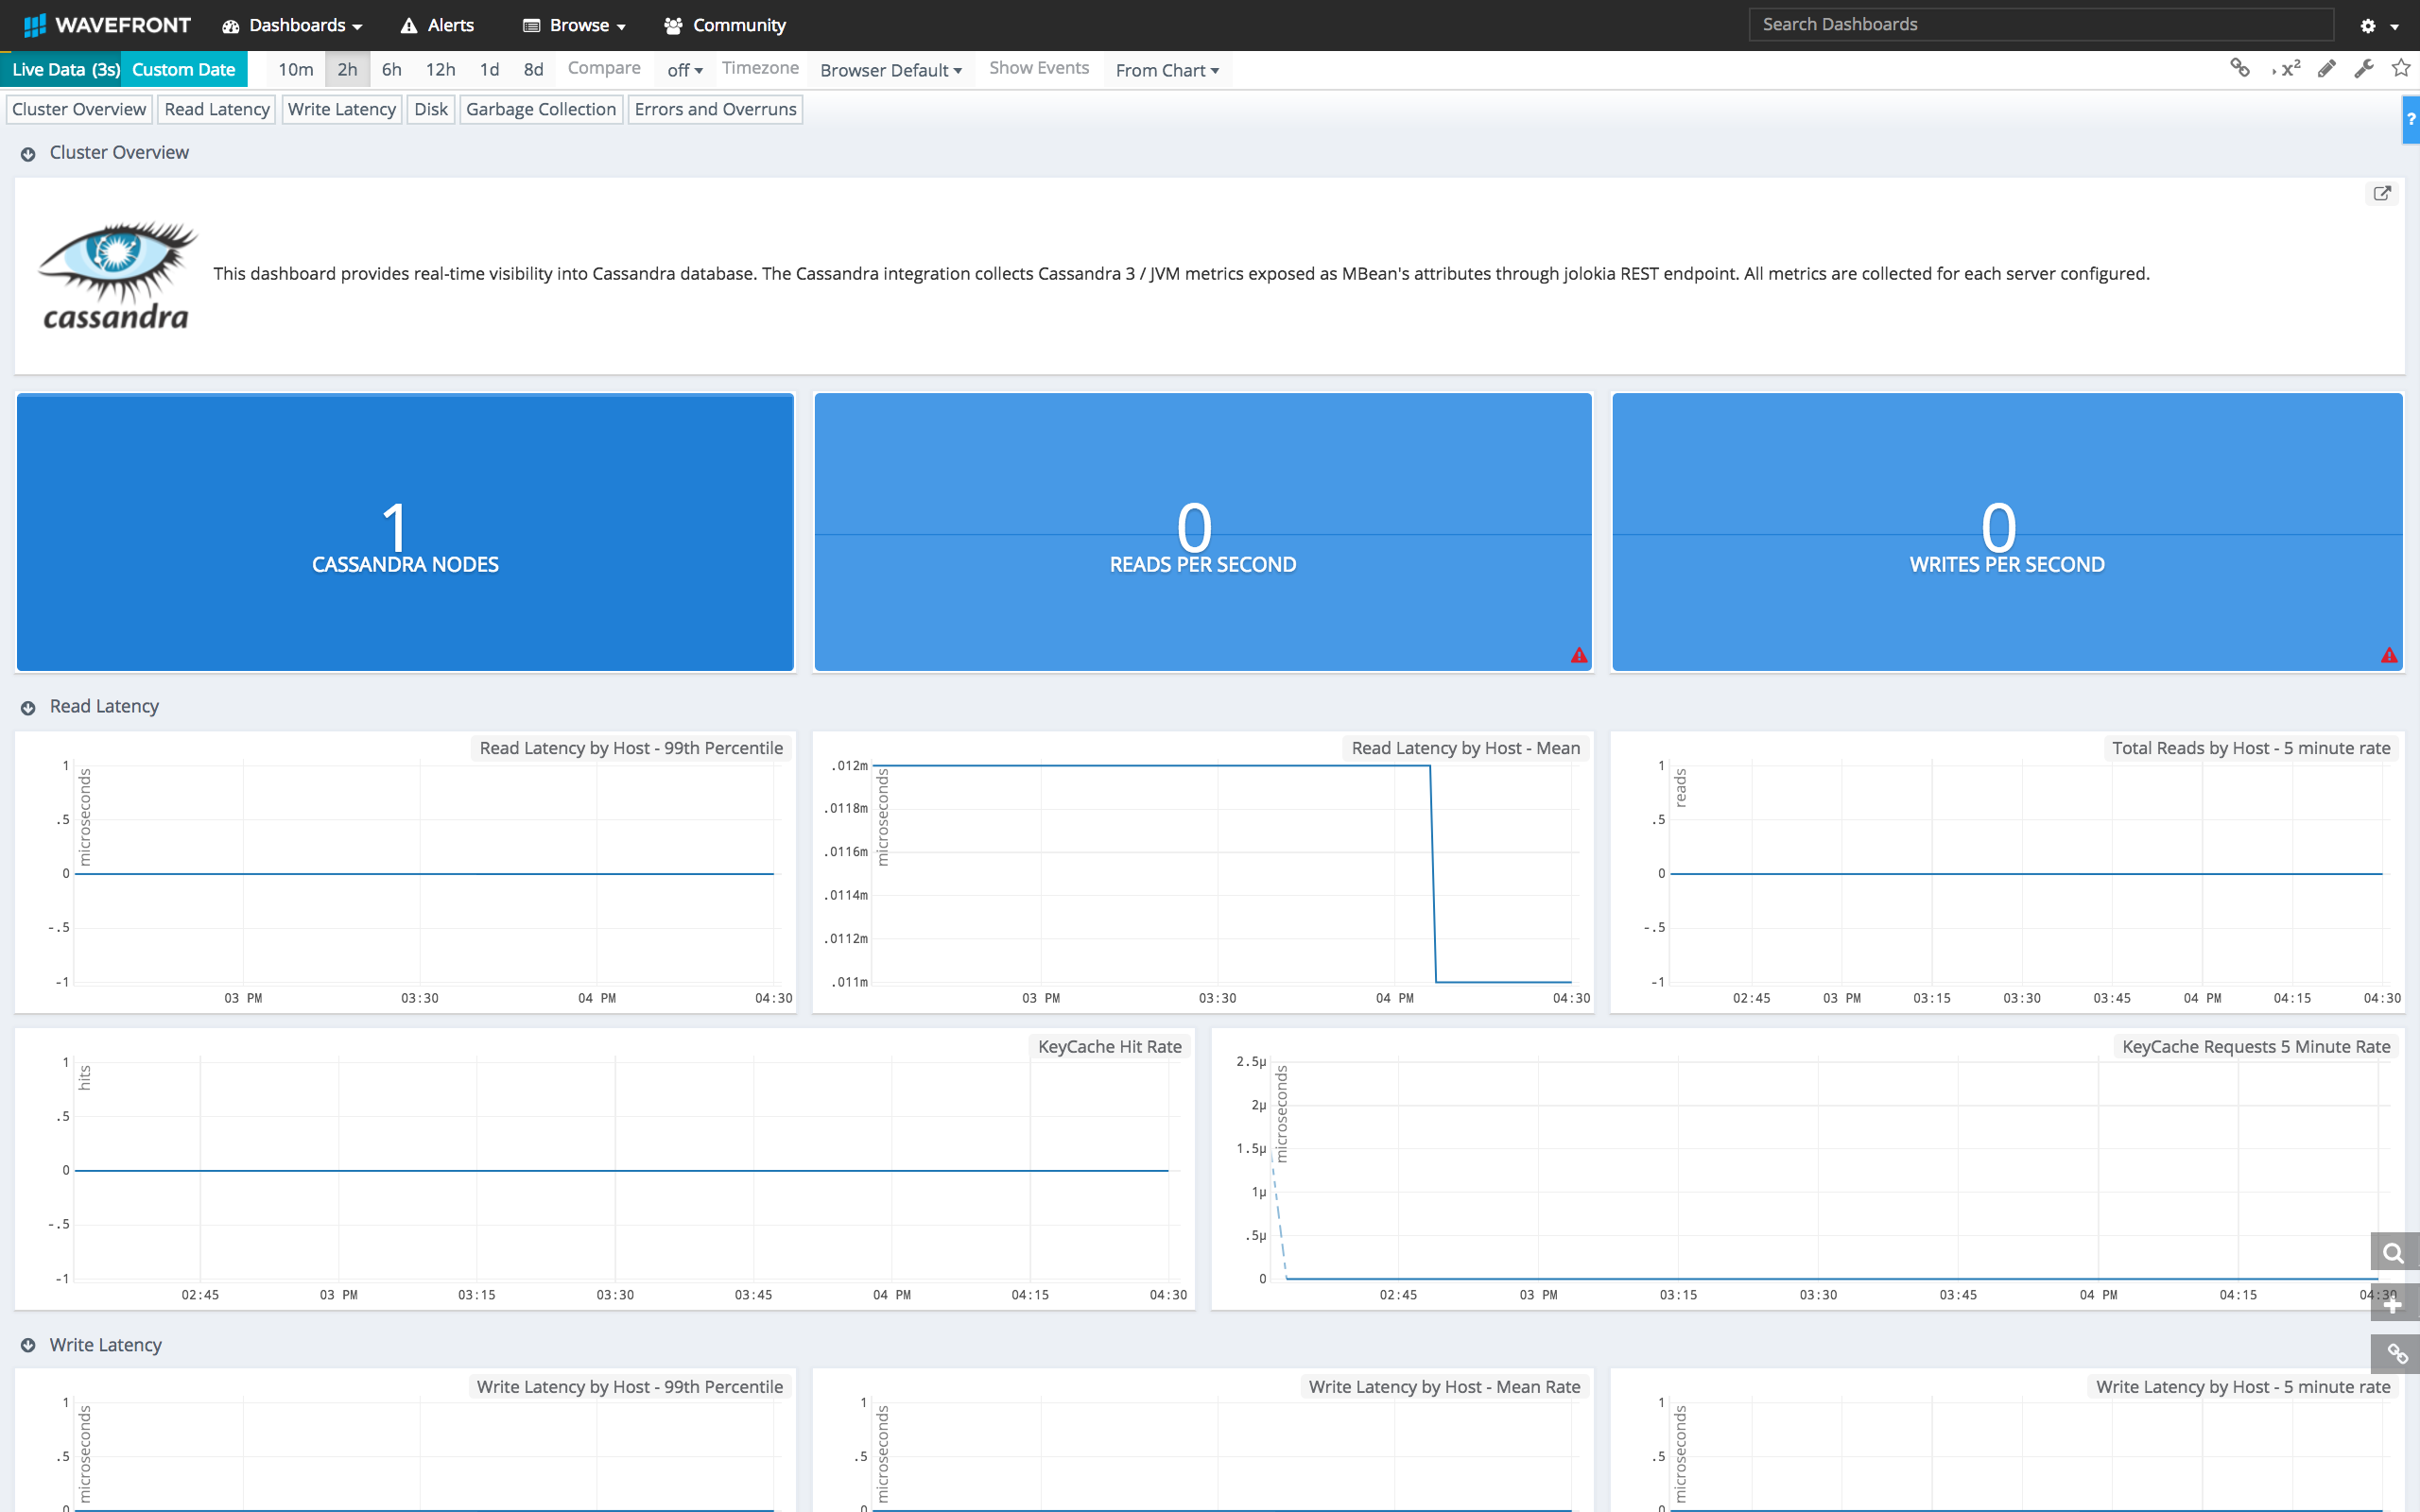 WAVEFRONT Dashboards Alerts Browse Community Search Dashboards
Live Data (3s) Custom Date 10m 2h 6h 12h 1d 8d Compare off Timezone Browser Default Show Events From Chart x²
Cluster Overview Read Latency Write Latency Disk Garbage Collection Errors and Overruns
?
Cluster Overview
cassandra
This dashboard provides real-time visibility into Cassandra database. The Cassandra integration collects Cassandra 3 / JVM metrics exposed as MBean's attributes through jolokia REST endpoint. All metrics are collected for each server configured.
1
CASSANDRA NODES
0
READS PER SECOND
0
WRITES PER SECOND
Read Latency
Read Latency by Host - 99th Percentile
microseconds
1
.5
0
-.5
-1
03 PM 03:30 04 PM 04:30
Read Latency by Host - Mean
microseconds
.012m
.0118m
.0116m
.0114m
.0112m
.011m
03 PM 03:30 04 PM 04:30
Total Reads by Host - 5 minute rate
reads
1
.5
0
-.5
-1
02:45 03 PM 03:15 03:30 03:45 04 PM 04:15 04:30
KeyCache Hit Rate
hits
1
.5
0
-.5
-1
02:45 03 PM 03:15 03:30 03:45 04 PM 04:15 04:30
KeyCache Requests 5 Minute Rate
microseconds
2.5µ
2µ
1.5µ
1µ
.5µ
0
02:45 03 PM 03:15 03:30 03:45 04 PM 04:15 04:30
Write Latency
Write Latency by Host - 99th Percentile
microseconds
1
.5
0
Write Latency by Host - Mean Rate
microseconds
1
.5
0
Write Latency by Host - 5 minute rate
microseconds
1
.5
0